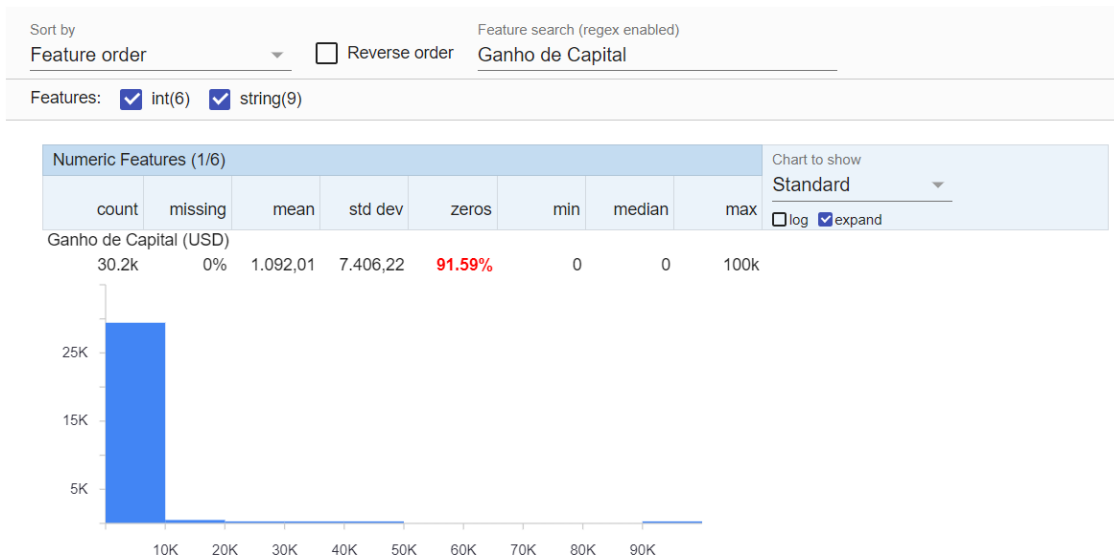 Sort by
Feature order
Reverse order
Feature search (regex enabled)
Ganho de Capital
Features: int(6) string(9)
Numeric Features (1/6)
Chart to show
Standard
count missing mean std dev zeros min median max
log expand
Ganho de Capital (USD)
30.2k 0% 1.092,01 7.406,22 91.59% 0 0 100k
25K
15K
5K
10K 20K 30K 40K 50K 60K 70K 80K 90K